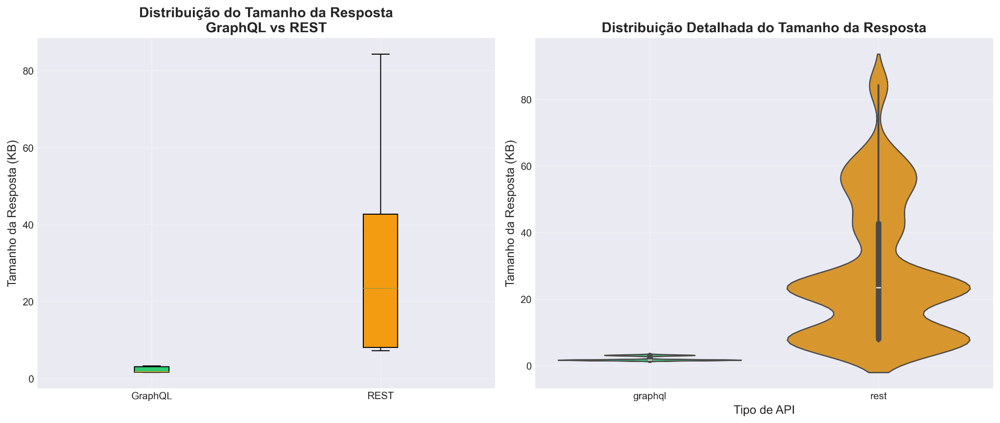 Distribuição do Tamanho da Resposta
GraphQL vs REST
Tamanho da Resposta (KB)
80
60
40
20
0
GraphQL
REST
Distribuição Detalhada do Tamanho da Resposta
Tamanho da Resposta (KB)
80
60
40
20
0
graphql
rest
Tipo de API